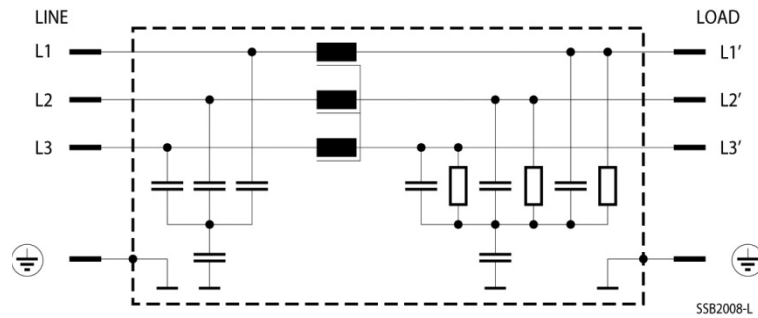 LINE LOAD
L1 L1′
L2 L2′
L3 L3′
SSB2008-L